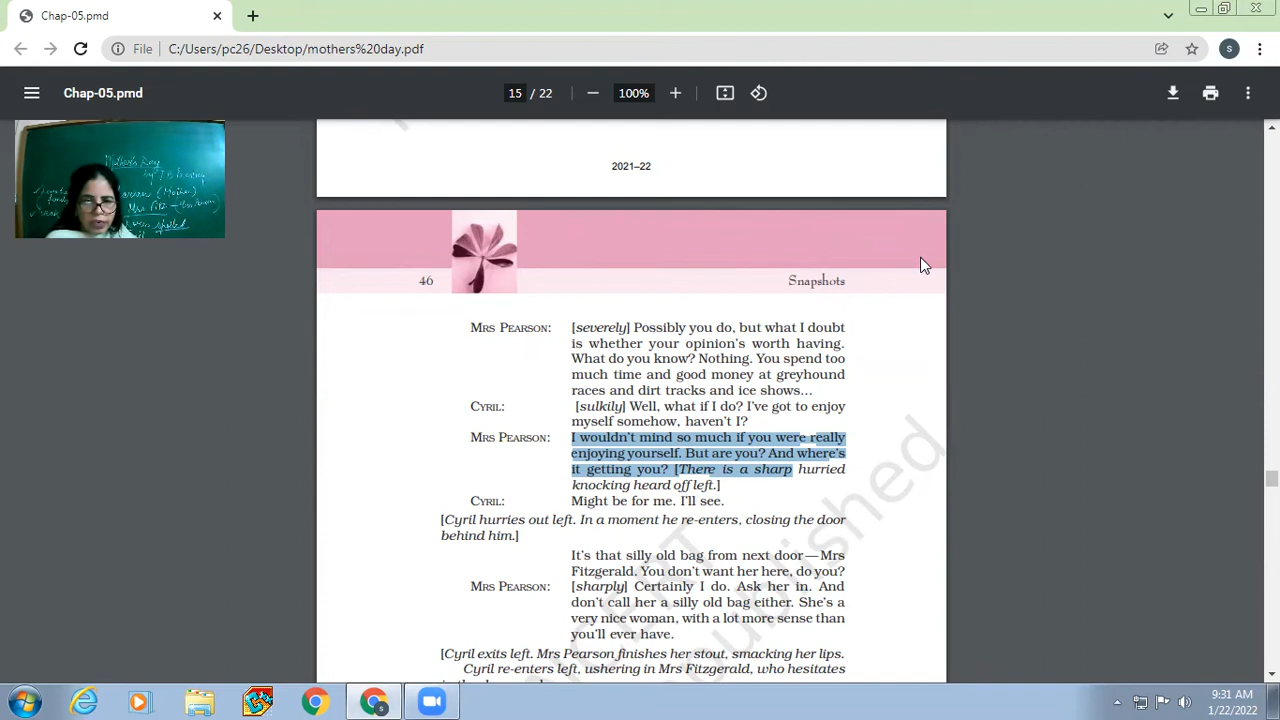 Chap-05.pmd
File C:/Users/pc26/Desktop/mothers%20day.pdf
S
Chap-05.pmd
15 / 22
100%
Mother's Day
by J.B.
(Mother)
Mrs
spoiled
2021–22
46
Snapshots
MRS PEARSON: [severely] Possibly you do, but what I doubt
is whether your opinion's worth having.
What do you know? Nothing. You spend too
much time and good money at greyhound
races and dirt tracks and ice shows...
CYRIL: [sulkily] Well, what if I do? I've got to enjoy
myself somehow, haven't I?
MRS PEARSON: I wouldn't mind so much if you were really
enjoying yourself. But are you? And where's
it getting you? [There is a sharp hurried
knocking heard off left.]
CYRIL: Might be for me. I'll see.
[Cyril hurries out left. In a moment he re-enters, closing the door
behind him.]
It's that silly old bag from next door—Mrs
Fitzgerald. You don't want her here, do you?
MRS PEARSON: [sharply] Certainly I do. Ask her in. And
don't call her a silly old bag either. She's a
very nice woman, with a lot more sense than
you'll ever have.
[Cyril exits left. Mrs Pearson finishes her stout, smacking her lips.
Cyril re-enters left, ushering in Mrs Fitzgerald, who hesitates
NCERT
published
S
9:31 AM
1/22/2022